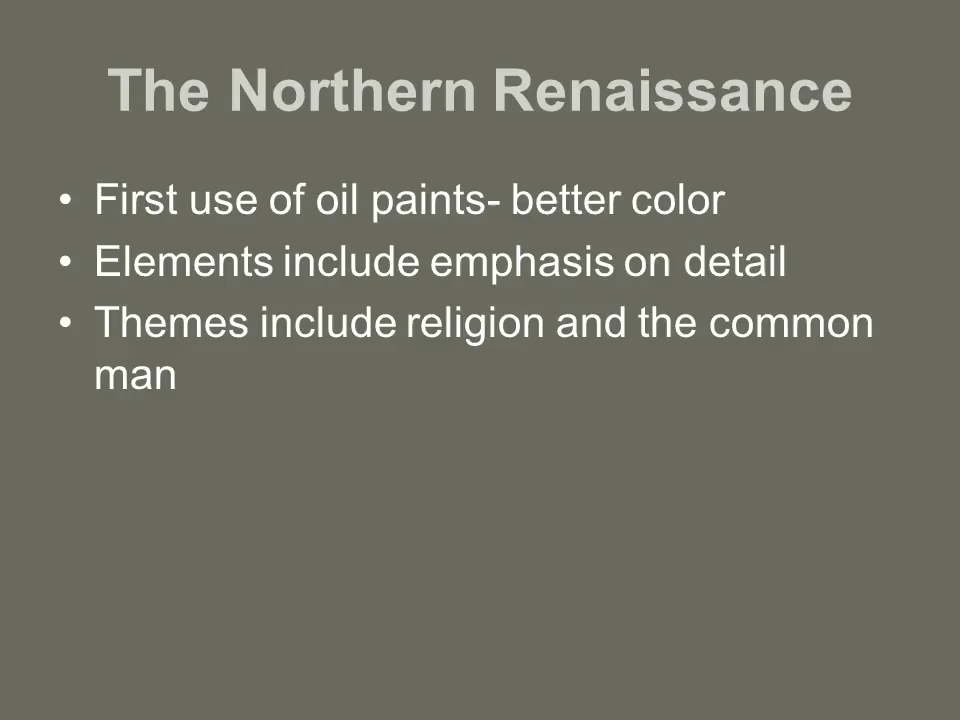 The Northern Renaissance
• First use of oil paints- better color
• Elements include emphasis on detail
• Themes include religion and the common
man